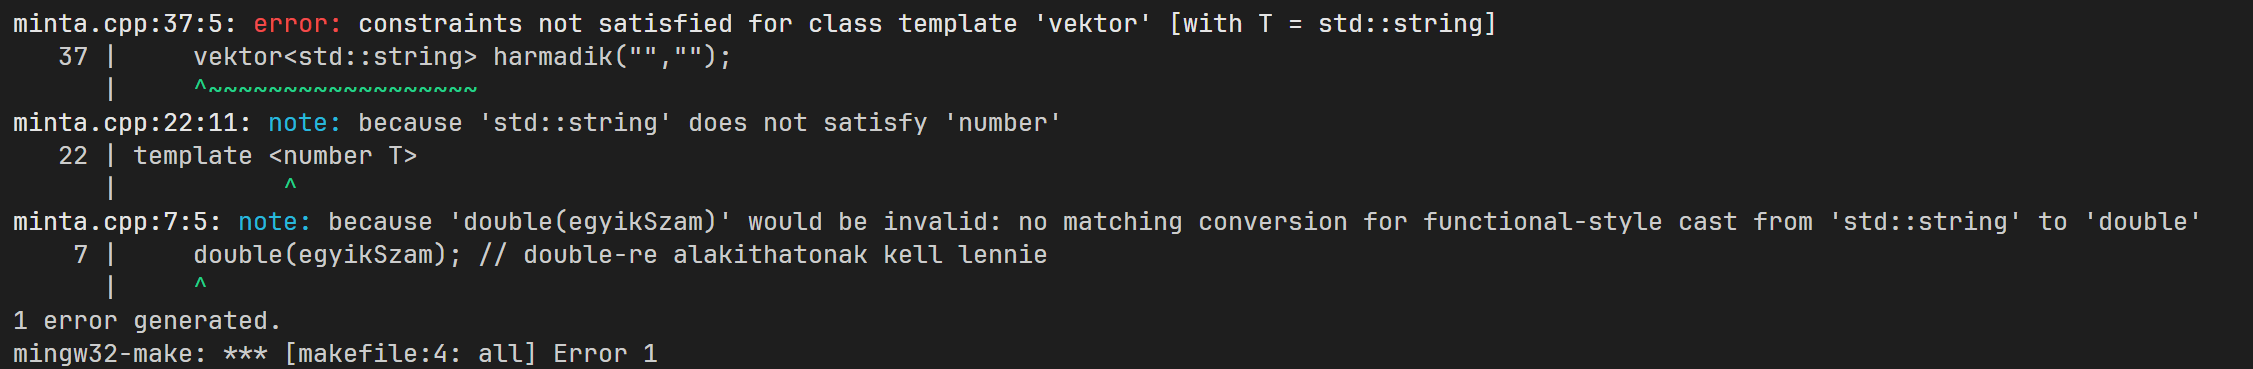 minta.cpp:37:5: error: constraints not satisfied for class template 'vektor' [with T = std::string]
   37 |     vektor<std::string> harmadik("","");
      |     ^~~~~~~~~~~~~~~~~~~
minta.cpp:22:11: note: because 'std::string' does not satisfy 'number'
   22 | template <number T>
      |           ^
minta.cpp:7:5: note: because 'double(egyikSzam)' would be invalid: no matching conversion for functional-style cast from 'std::string' to 'double'
    7 |     double(egyikSzam); // double-re alakithatonak kell lennie
      |     ^
1 error generated.
mingw32-make: *** [makefile:4: all] Error 1